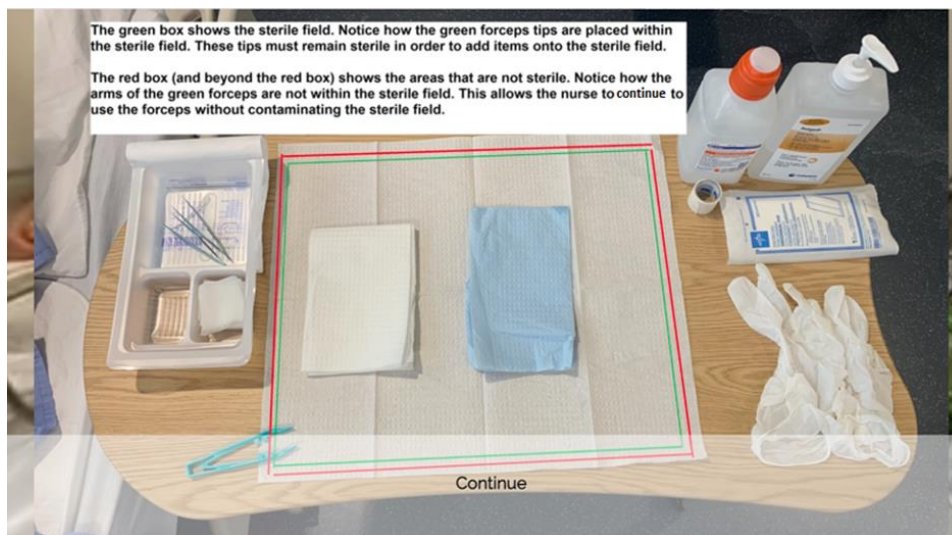 The green box shows the sterile field. Notice how the green forceps tips are placed within
the sterile field. These tips must remain sterile in order to add items onto the sterile field.
The red box (and beyond the red box) shows the areas that are not sterile. Notice how the
arms of the green forceps are not within the sterile field. This allows the nurse to continue to
use the forceps without contaminating the sterile field.
Continue